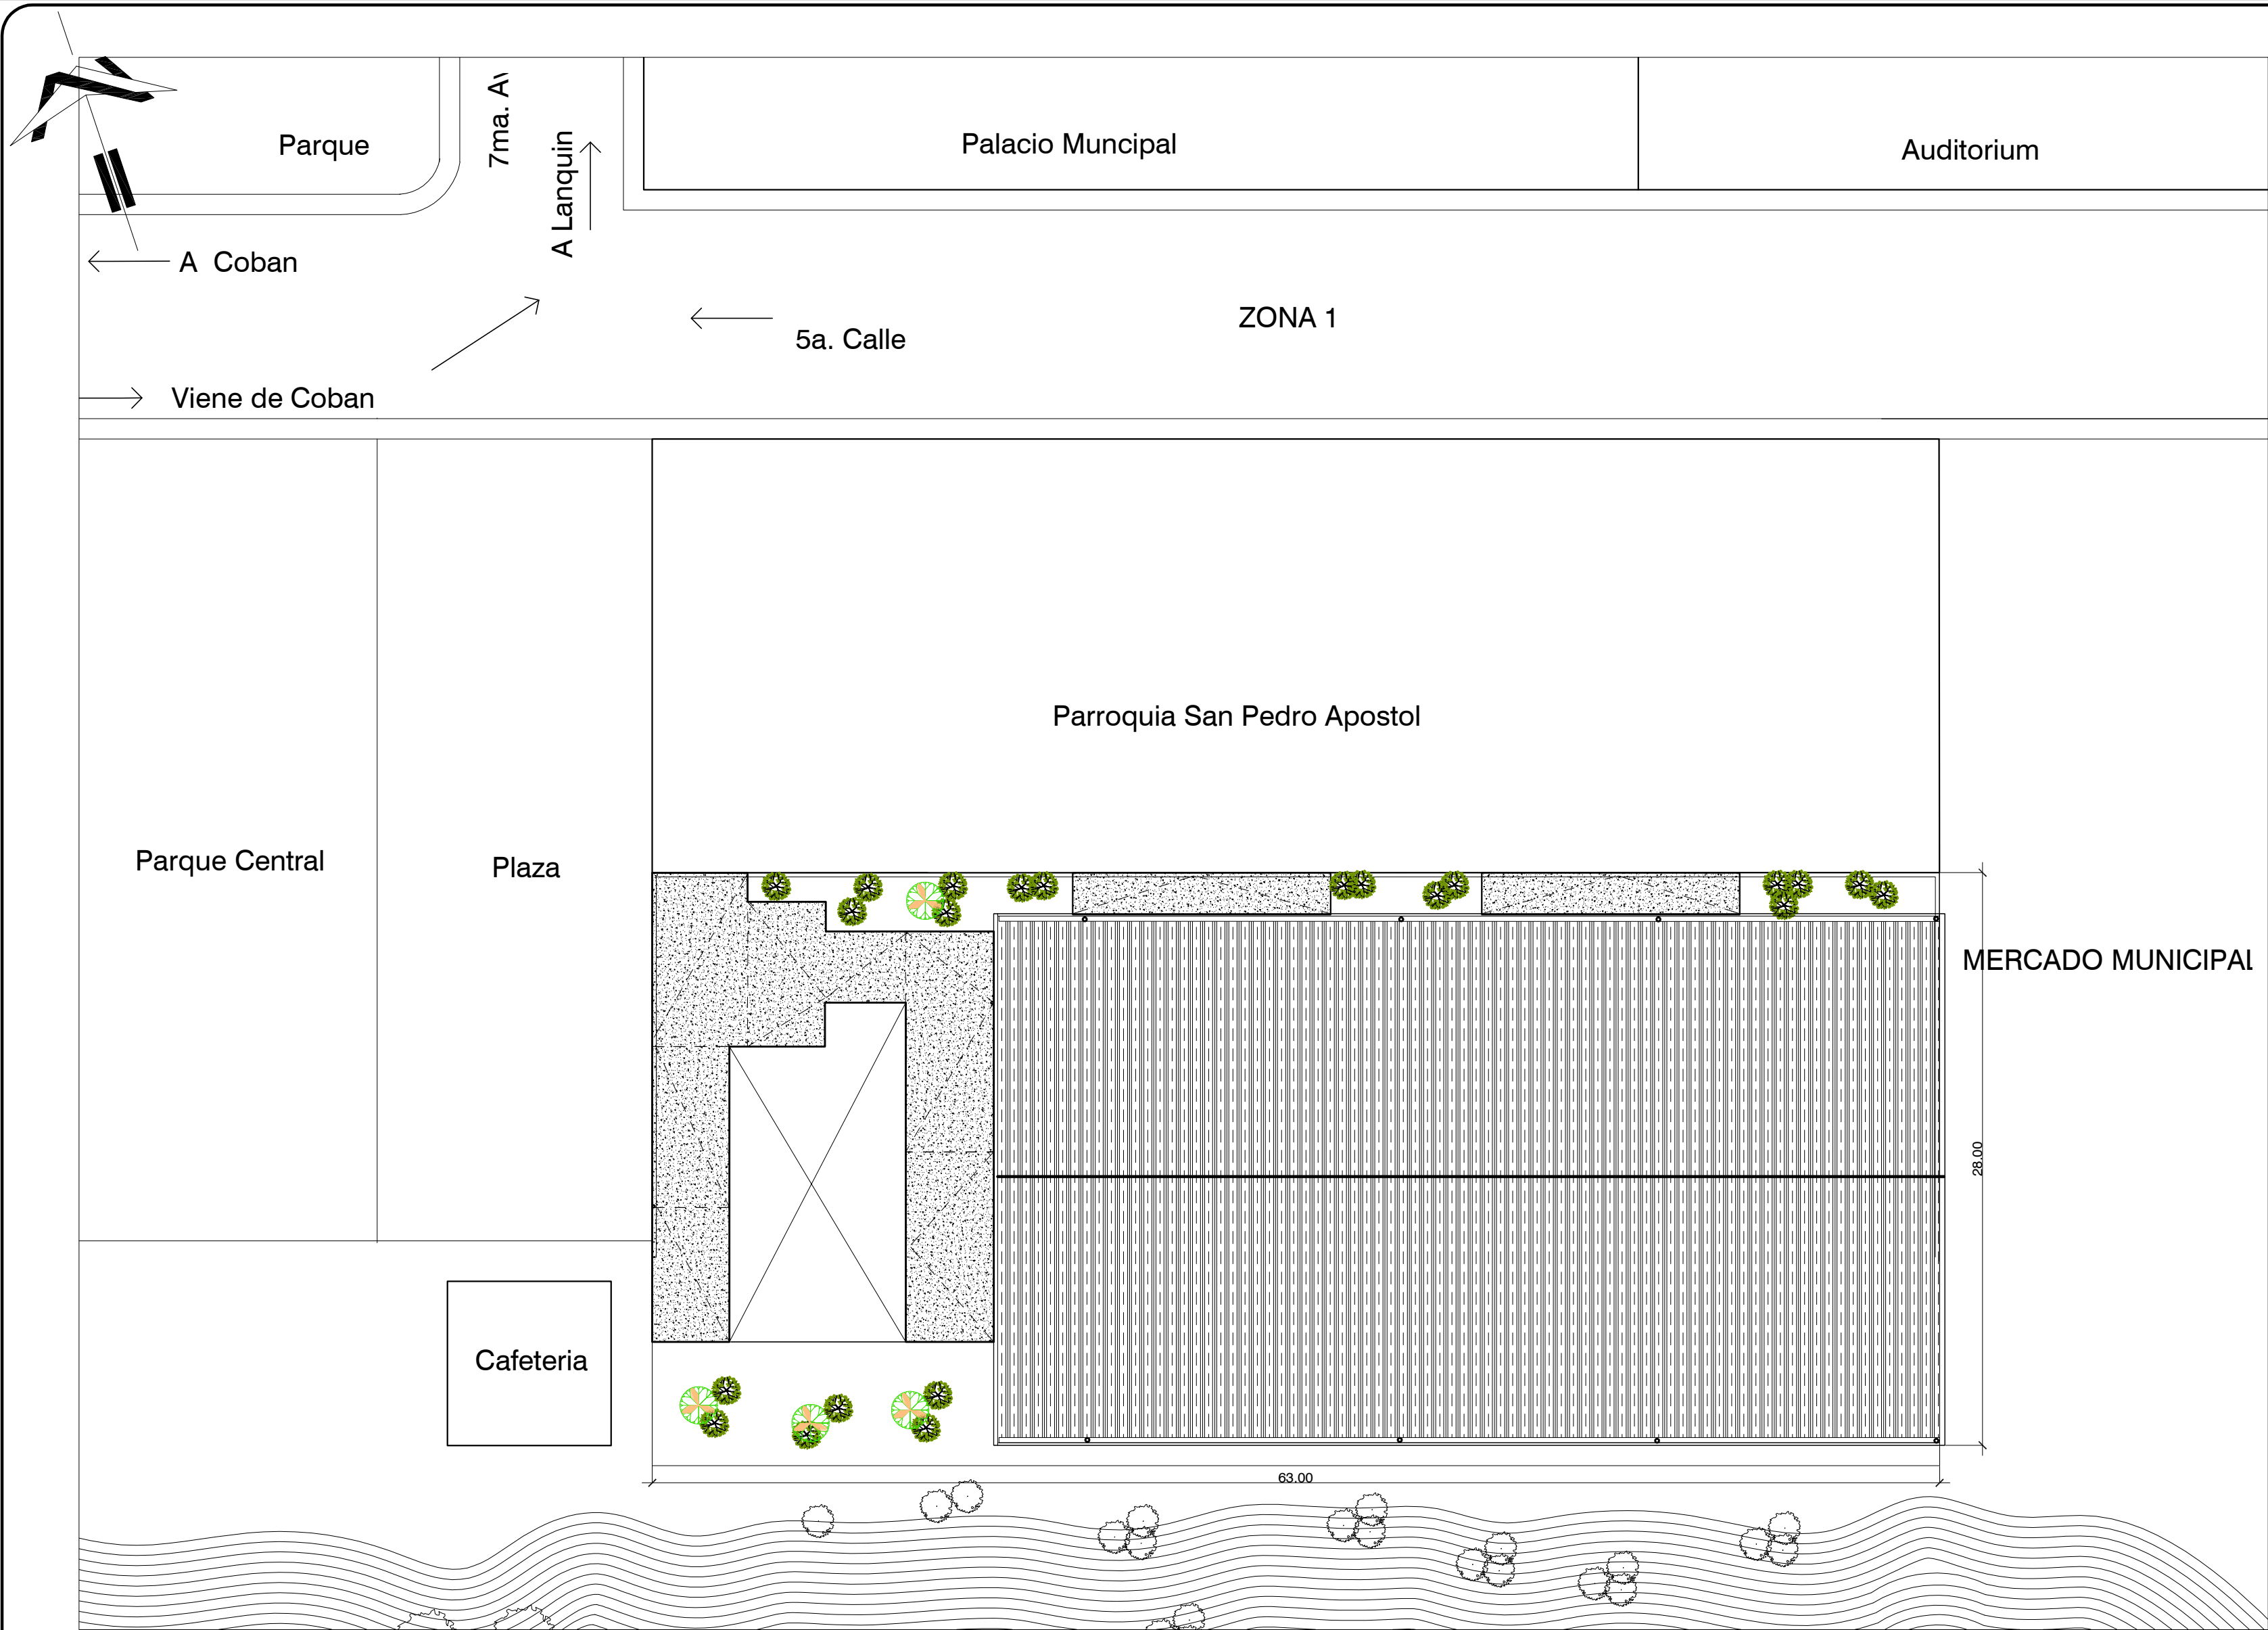 7ma. Av
Parque
Palacio Muncipal
Auditorium
A Lanquin
A Coban
ZONA 1
5a. Calle
Viene de Coban
Parroquia San Pedro Apostol
Parque Central
Plaza
MERCADO MUNICIPAL
28.00
Cafeteria
63.00